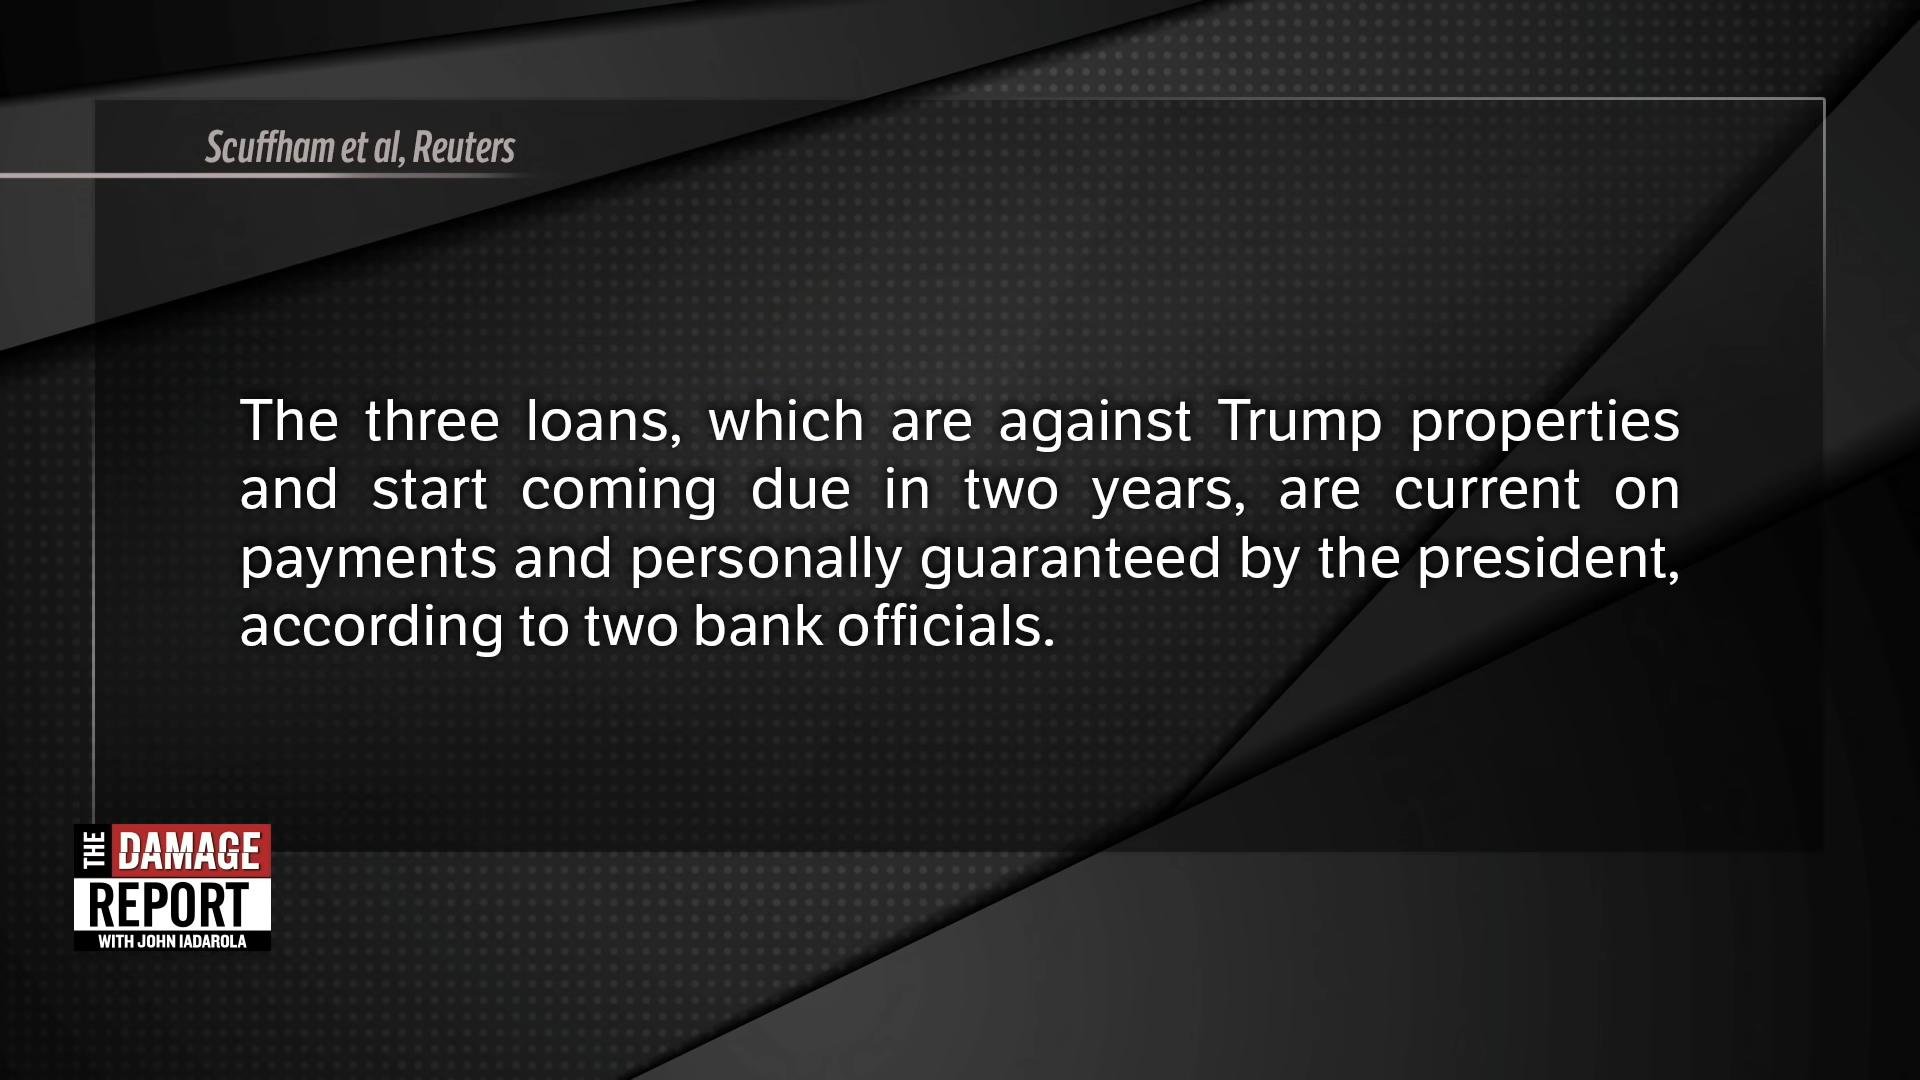 Scuffham et al, Reuters
The three loans, which are against Trump properties
and start coming due in two years, are current on
payments and personally guaranteed by the president,
according to two bank officials.
THE DAMAGE
REPORT
WITH JOHN IADAROLA